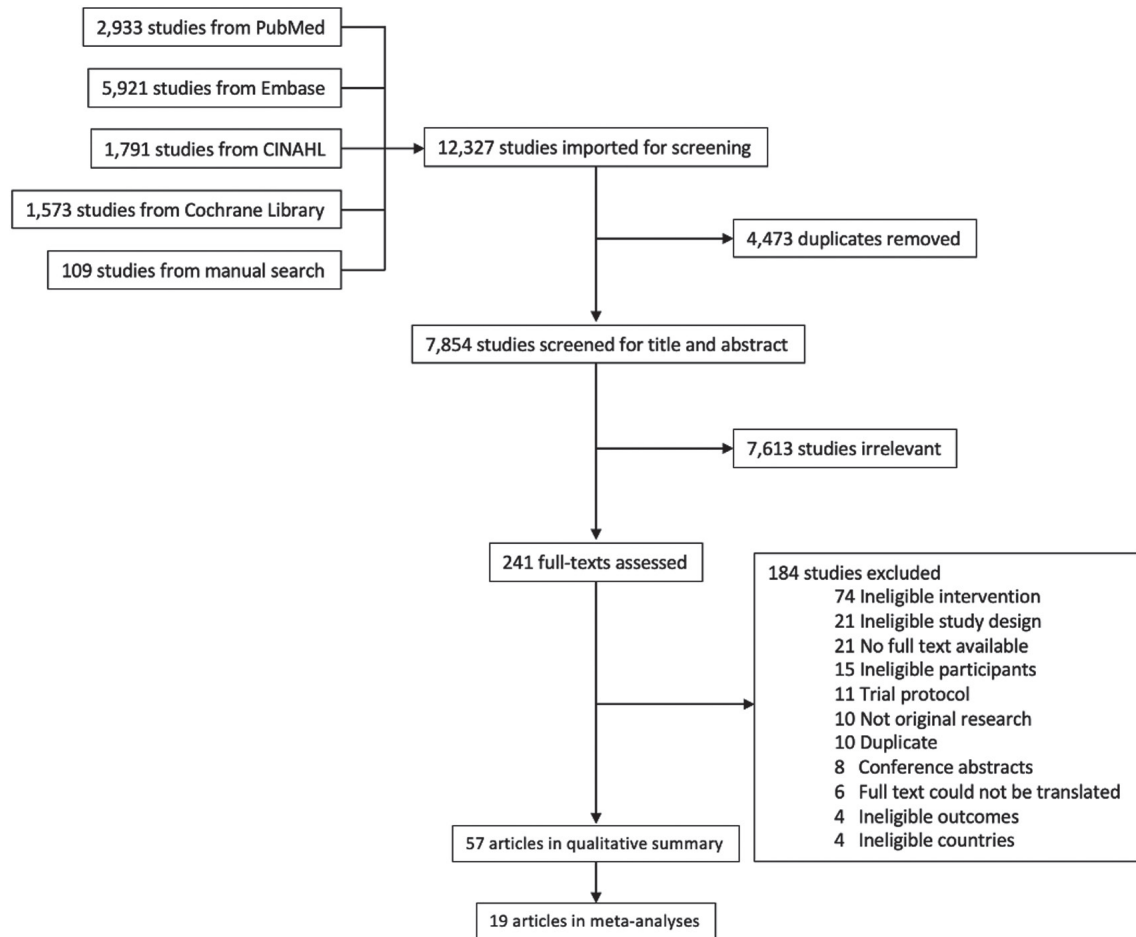 2,933 studies from PubMed
5,921 studies from Embase
1,791 studies from CINAHL
1,573 studies from Cochrane Library
109 studies from manual search
12,327 studies imported for screening
4,473 duplicates removed
7,854 studies screened for title and abstract
7,613 studies irrelevant
241 full-texts assessed
184 studies excluded
74 Ineligible intervention
21 Ineligible study design
21 No full text available
15 Ineligible participants
11 Trial protocol
10 Not original research
10 Duplicate
8 Conference abstracts
6 Full text could not be translated
4 Ineligible outcomes
4 Ineligible countries
57 articles in qualitative summary
19 articles in meta-analyses